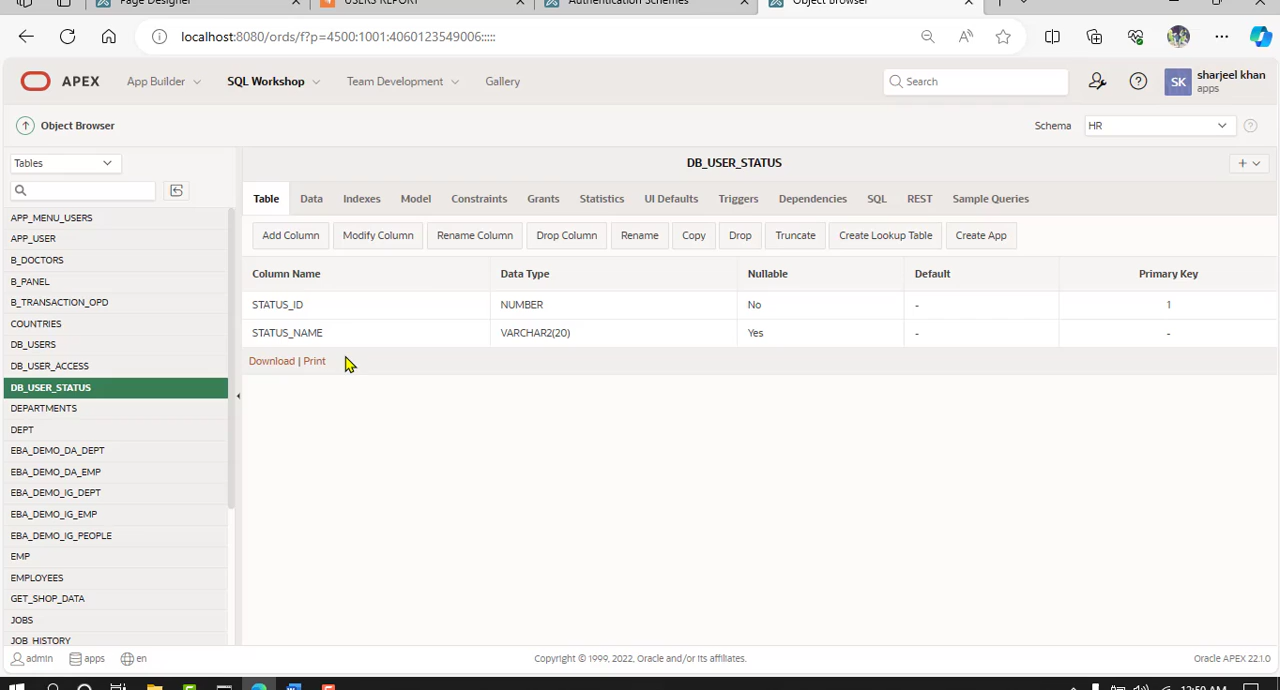 Page Designer
USERS REPORT
Authentication Schemes
Object Browser
localhost:8080/ords/f?p=4500:1001:4060123549006:::::
APEX
App Builder
SQL Workshop
Team Development
Gallery
Search
SK
sharjeel khan
apps
Object Browser
Schema
HR
Tables
DB_USER_STATUS
Table
Data
Indexes
Model
Constraints
Grants
Statistics
UI Defaults
Triggers
Dependencies
SQL
REST
Sample Queries
APP_MENU_USERS
APP_USER
B_DOCTORS
B_PANEL
B_TRANSACTION_OPD
COUNTRIES
DB_USERS
DB_USER_ACCESS
DB_USER_STATUS
DEPARTMENTS
DEPT
EBA_DEMO_DA_DEPT
EBA_DEMO_DA_EMP
EBA_DEMO_IG_DEPT
EBA_DEMO_IG_EMP
EBA_DEMO_IG_PEOPLE
EMP
EMPLOYEES
GET_SHOP_DATA
JOBS
JOB_HISTORY
Add Column
Modify Column
Rename Column
Drop Column
Rename
Copy
Drop
Truncate
Create Lookup Table
Create App
Column Name Data Type Nullable Default Primary Key
STATUS_ID NUMBER No - 1
STATUS_NAME VARCHAR2(20) Yes - -
Download | Print
admin
apps
en
Copyright © 1999, 2022, Oracle and/or its affiliates.
Oracle APEX 22.1.0
12:50 AM